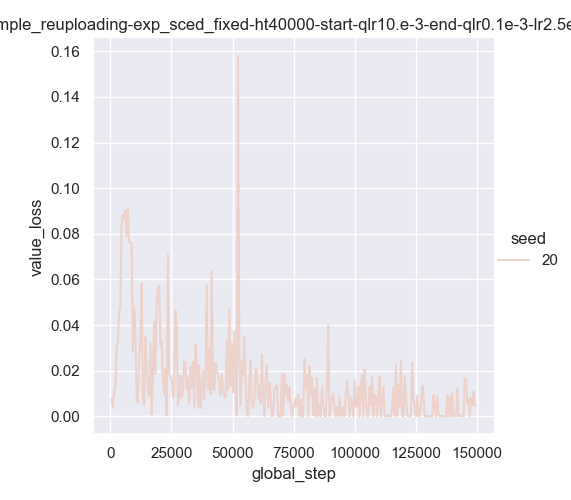 mple_reuploading-exp_sced_fixed-ht40000-start-qlr10.e-3-end-qlr0.1e-3-lr2.5e
0.16
0.14
0.12
0.10
0.08
0.06
0.04
0.02
0.00
value_loss
seed
20
0 25000 50000 75000 100000 125000 150000
global_step